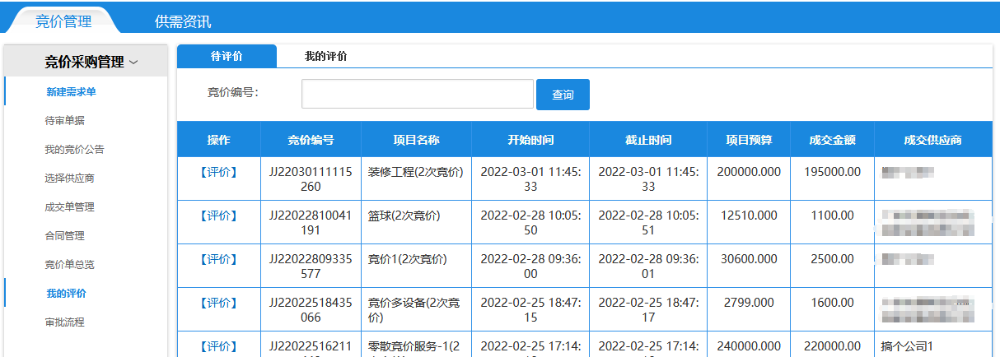 竞价管理 供需资讯
竞价采购管理
新建需求单
待审单据
我的竞价公告
选择供应商
成交单管理
合同管理
竞价单总览
我的评价
审批流程
待评价 我的评价
竞价编号：
查询
操作 竞价编号 项目名称 开始时间 截止时间 项目预算 成交金额 成交供应商
【评价】 JJ22030111115 装修工程(2次竞价) 2022-03-01 11:45: 2022-03-01 11:45: 200000.000 195000.00
260 33 33
【评价】 JJ22022810041 篮球(2次竞价) 2022-02-28 10:05: 2022-02-28 10:05: 12510.000 1100.00
191 50 51
【评价】 JJ22022809335 竞价1(2次竞价) 2022-02-28 09:36: 2022-02-28 09:36: 30600.000 2500.00
577 00 01
【评价】 JJ22022518435 竞价多设备(2次竞 2022-02-25 18:47: 2022-02-25 18:47: 2799.000 1600.00
066 价) 15 17
【评价】 JJ22022516211 零散竞价服务-1(2 2022-02-25 17:14: 2022-02-25 17:14: 240000.000 220000.00 搞个公司1